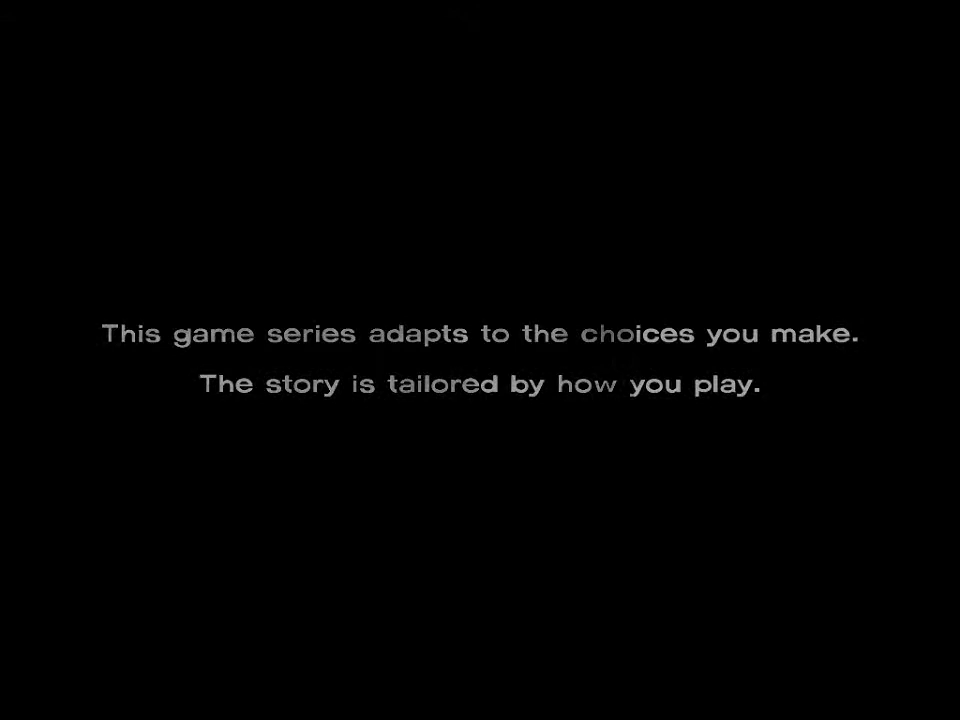 This game series adapts to the choices you make.
The story is tailored by how you play.